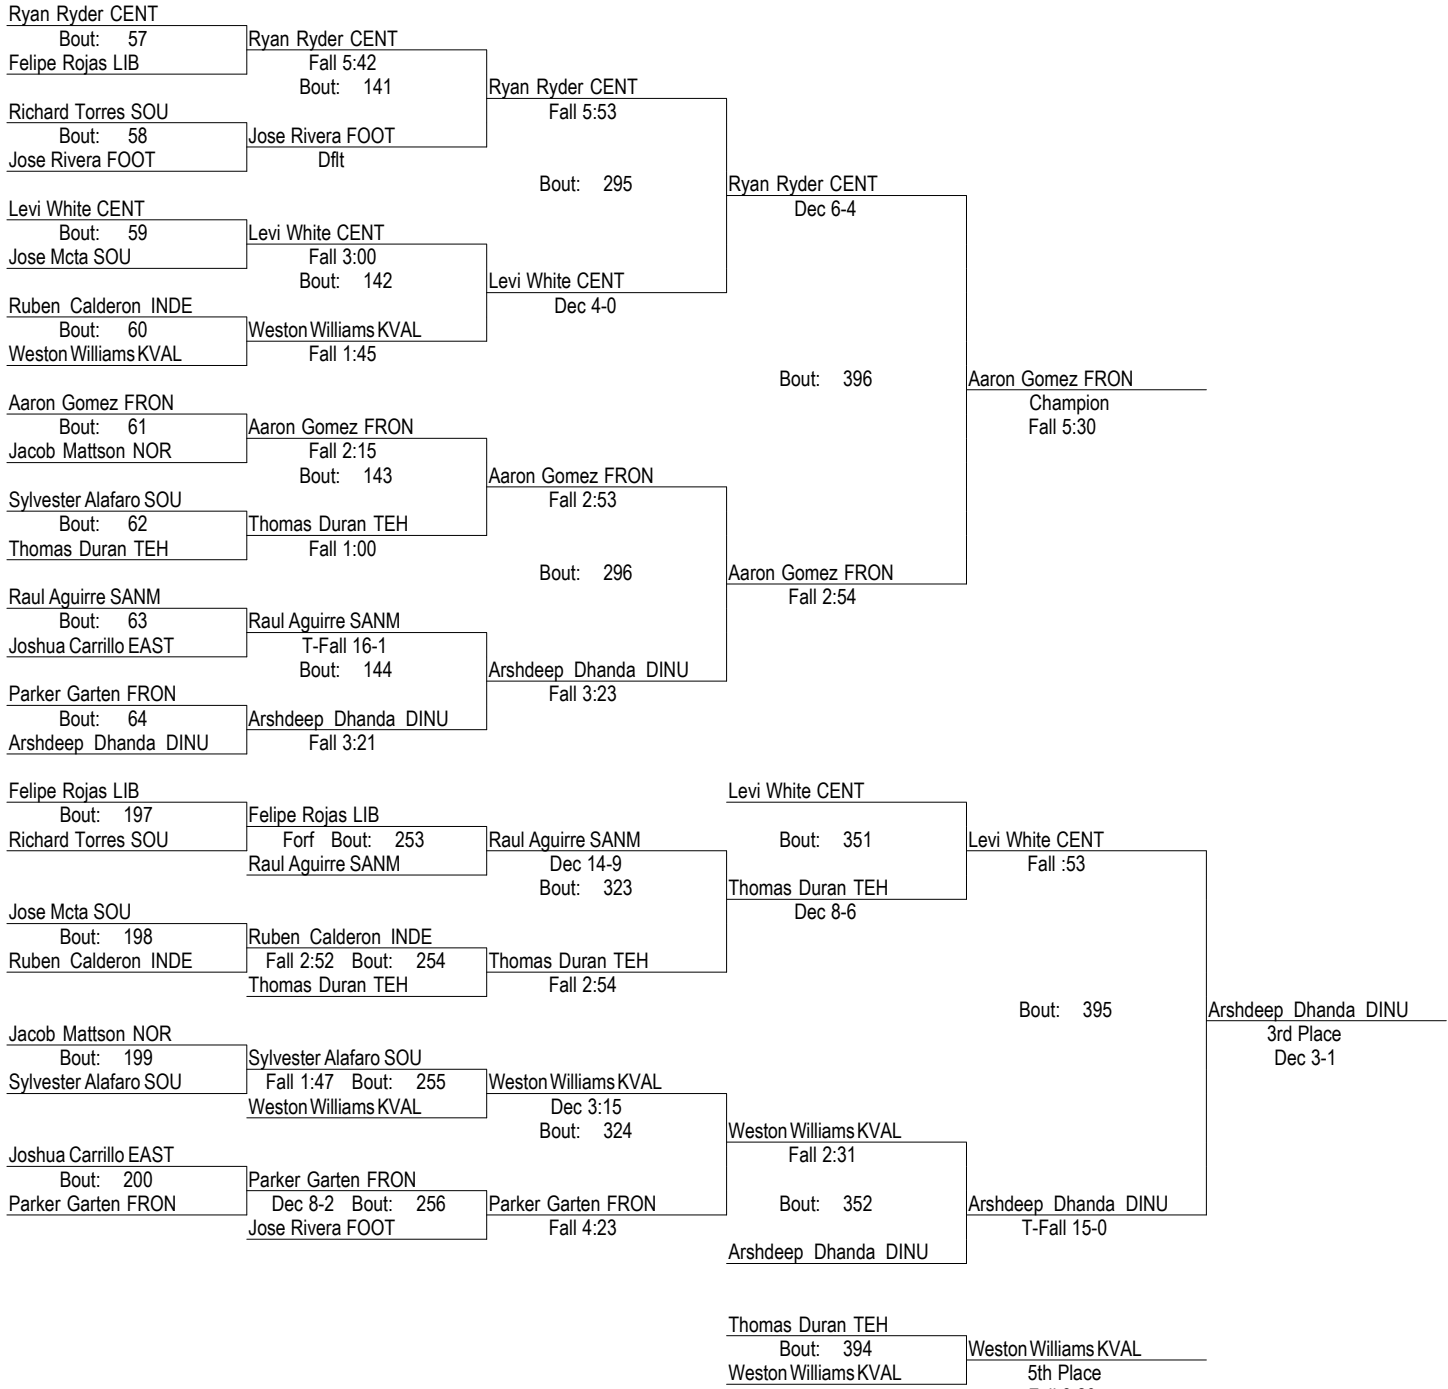 Ryan Ryder CENT
Bout: 57
Felipe Rojas LIB
Ryan Ryder CENT
Fall 5:42
Bout: 141
Richard Torres SOU
Bout: 58
Jose Rivera FOOT
Jose Rivera FOOT
Dflt
Ryan Ryder CENT
Fall 5:53
Bout: 295
Levi White CENT
Bout: 59
Jose Mcta SOU
Levi White CENT
Fall 3:00
Bout: 142
Ruben Calderon INDE
Bout: 60
Weston Williams KVAL
Weston Williams KVAL
Fall 1:45
Levi White CENT
Dec 4-0
Ryan Ryder CENT
Dec 6-4
Bout: 396
Aaron Gomez FRON
Bout: 61
Jacob Mattson NOR
Aaron Gomez FRON
Fall 2:15
Bout: 143
Sylvester Alafaro SOU
Bout: 62
Thomas Duran TEH
Thomas Duran TEH
Fall 1:00
Aaron Gomez FRON
Fall 2:53
Bout: 296
Raul Aguirre SANM
Bout: 63
Joshua Carrillo EAST
Raul Aguirre SANM
T-Fall 16-1
Bout: 144
Parker Garten FRON
Bout: 64
Arshdeep Dhanda DINU
Arshdeep Dhanda DINU
Fall 3:21
Arshdeep Dhanda DINU
Fall 3:23
Aaron Gomez FRON
Fall 2:54
Aaron Gomez FRON
Champion
Fall 5:30
Felipe Rojas LIB
Bout: 197
Richard Torres SOU
Felipe Rojas LIB
Forf Bout: 253
Raul Aguirre SANM
Raul Aguirre SANM
Dec 14-9
Bout: 323
Jose Mcta SOU
Bout: 198
Ruben Calderon INDE
Ruben Calderon INDE
Fall 2:52 Bout: 254
Thomas Duran TEH
Thomas Duran TEH
Fall 2:54
Levi White CENT
Bout: 351
Thomas Duran TEH
Dec 8-6
Levi White CENT
Fall :53
Bout: 395
Jacob Mattson NOR
Bout: 199
Sylvester Alafaro SOU
Sylvester Alafaro SOU
Fall 1:47 Bout: 255
Weston Williams KVAL
Weston Williams KVAL
Dec 3:15
Bout: 324
Joshua Carrillo EAST
Bout: 200
Parker Garten FRON
Parker Garten FRON
Dec 8-2 Bout: 256
Jose Rivera FOOT
Parker Garten FRON
Fall 4:23
Weston Williams KVAL
Fall 2:31
Bout: 352
Arshdeep Dhanda DINU
Arshdeep Dhanda DINU
T-Fall 15-0
Arshdeep Dhanda DINU
3rd Place
Dec 3-1
Thomas Duran TEH
Bout: 394
Weston Williams KVAL
Weston Williams KVAL
5th Place